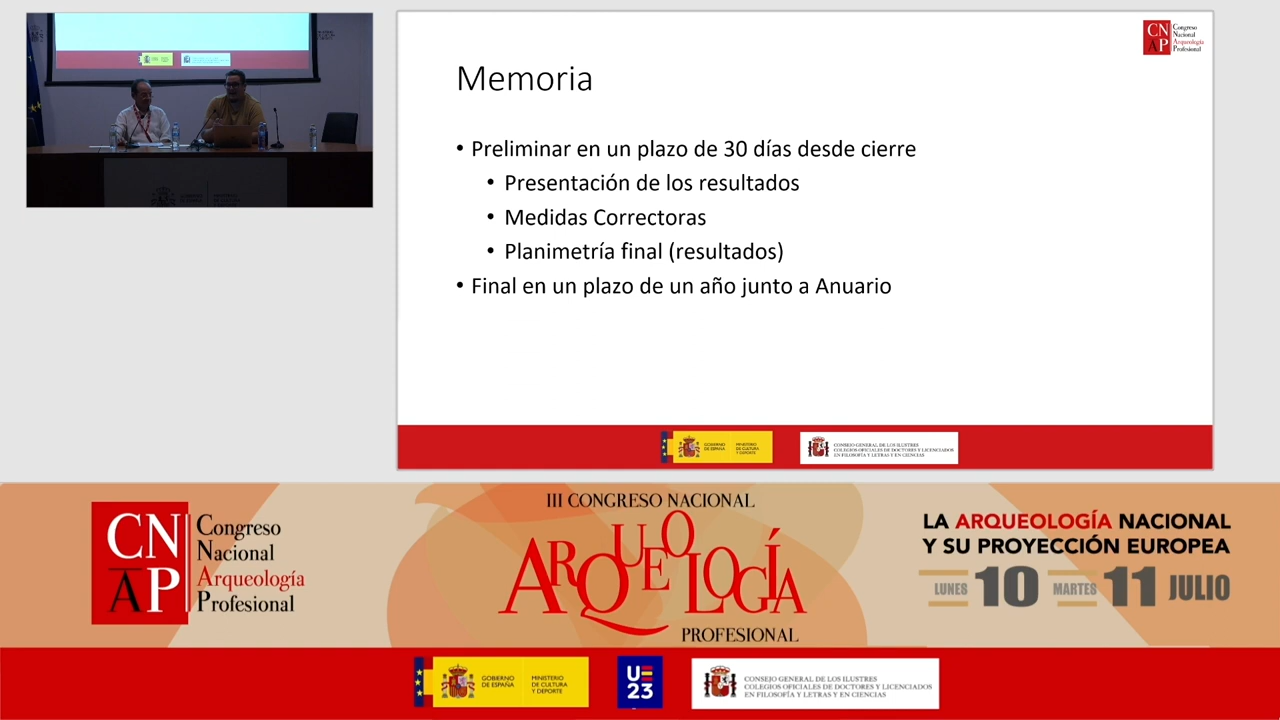 CN
AP
Congreso
Nacional
Arqueología
Profesional
Memoria
• Preliminar en un plazo de 30 días desde cierre
• Presentación de los resultados
• Medidas Correctoras
• Planimetría final (resultados)
• Final en un plazo de un año junto a Anuario
GOBIERNO
DE ESPAÑA
MINISTERIO
DE CULTURA
Y DEPORTE
CONSEJO GENERAL DE LOS ILUSTRES
COLEGIOS OFICIALES DE DOCTORES Y LICENCIADOS
EN FILOSOFÍA Y LETRAS Y EN CIENCIAS
CN
AP
Congreso
Nacional
Arqueología
Profesional
III CONGRESO NACIONAL
ARQUEOLOGÍA
PROFESIONAL
LA ARQUEOLOGÍA NACIONAL
Y SU PROYECCIÓN EUROPEA
LUNES 10 MARTES 11 JULIO
GOBIERNO
DE ESPAÑA
MINISTERIO
DE CULTURA
Y DEPORTE
UE
23
CONSEJO GENERAL DE LOS ILUSTRES
COLEGIOS OFICIALES DE DOCTORES Y LICENCIADOS
EN FILOSOFÍA Y LETRAS Y EN CIENCIAS